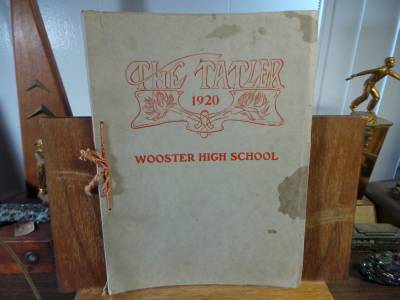 THE TATLER
1920
WOOSTER HIGH SCHOOL